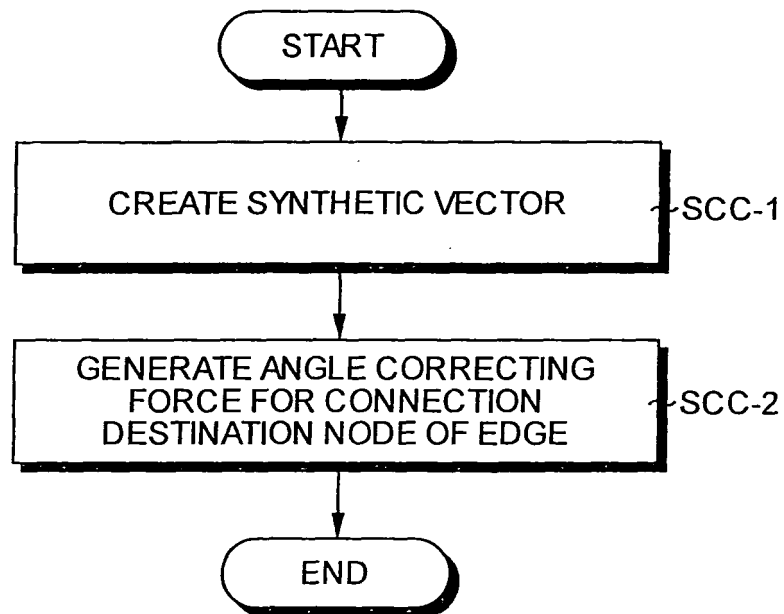 START
CREATE SYNTHETIC VECTOR
SCC-1
GENERATE ANGLE CORRECTING
FORCE FOR CONNECTION
DESTINATION NODE OF EDGE
SCC-2
END